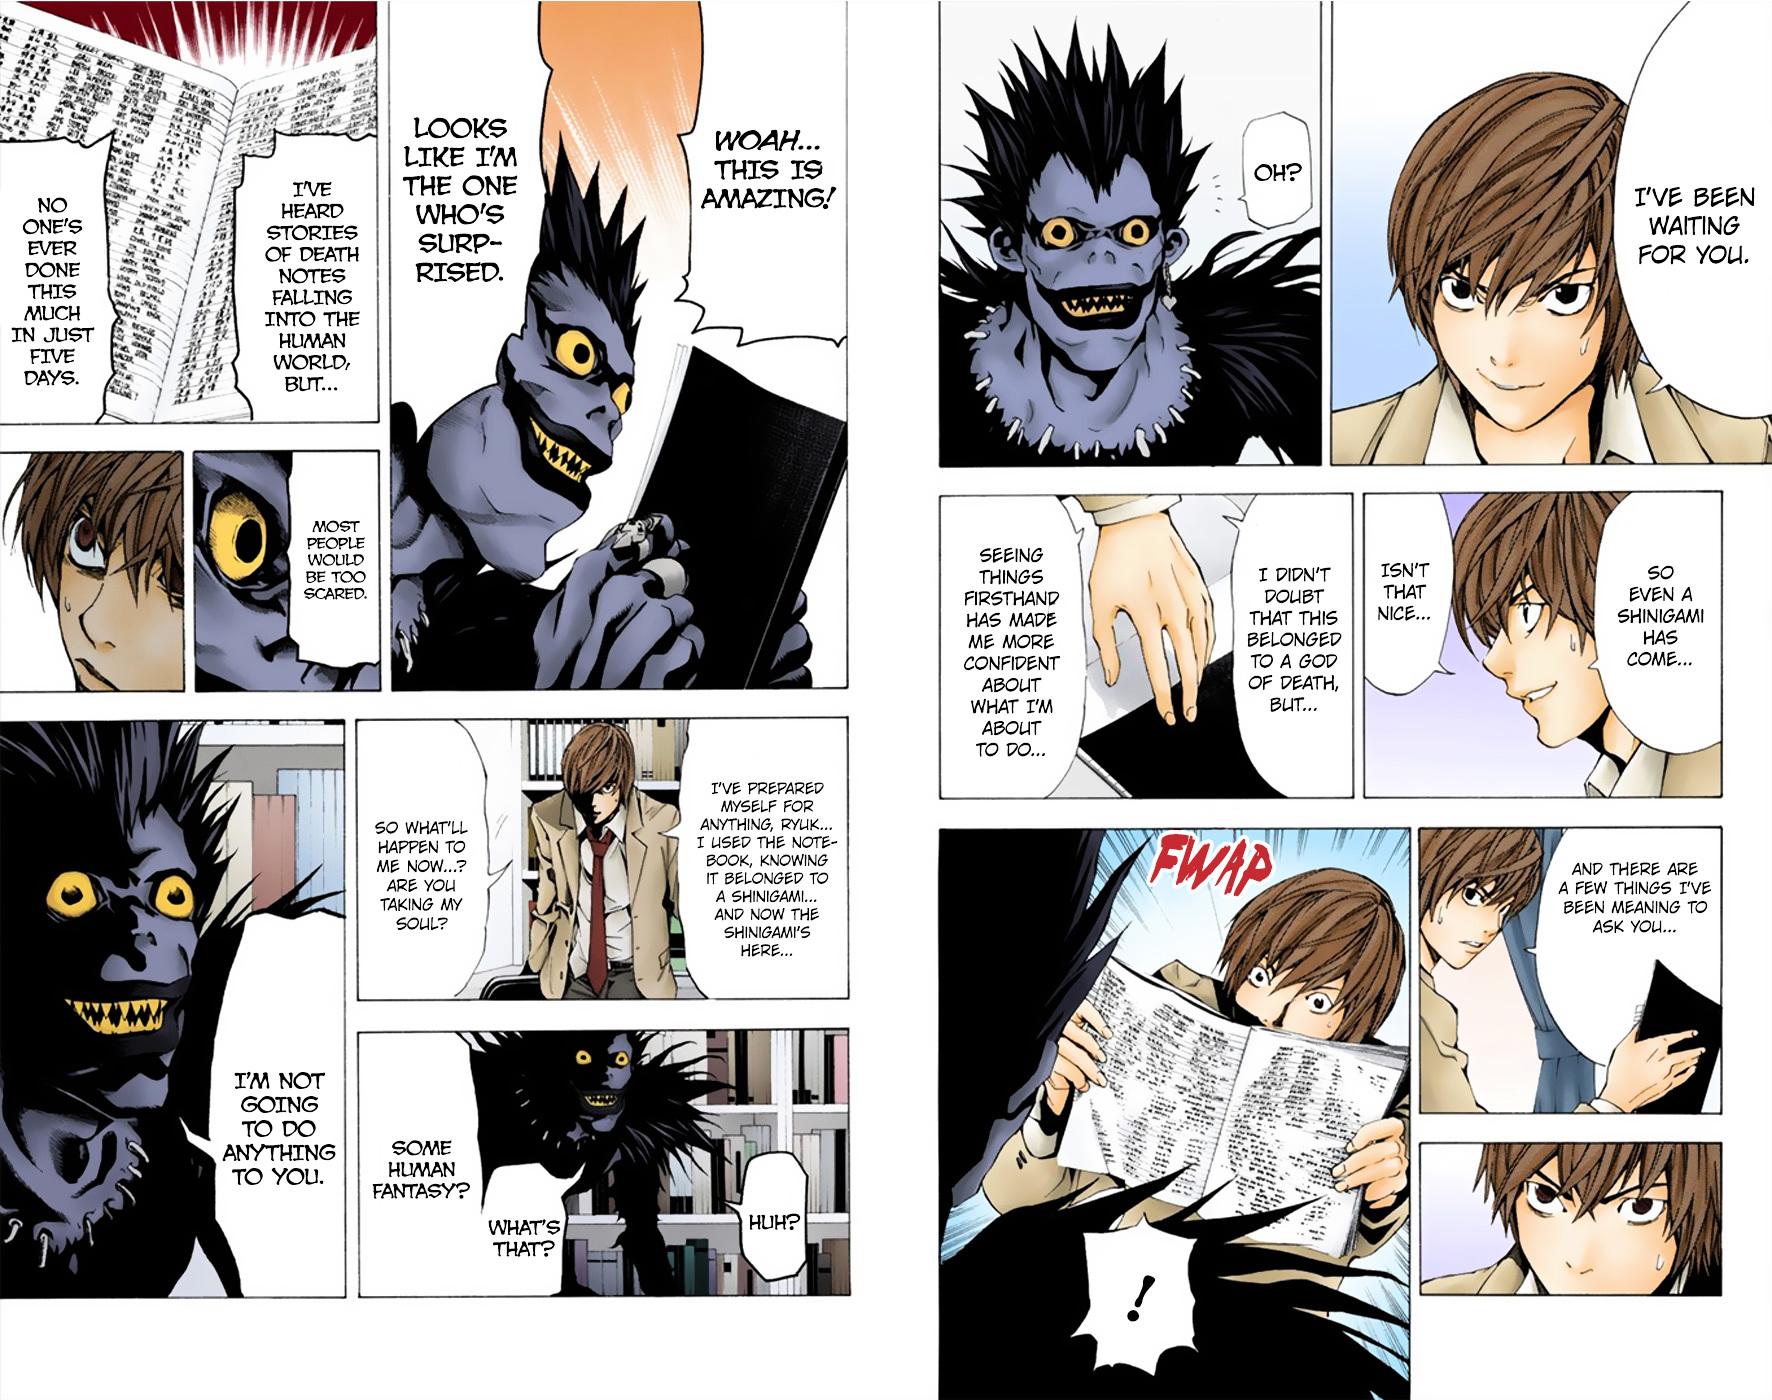 I'VE BEEN
WAITING
FOR YOU.
OH?
SO
EVEN A
SHINIGAMI
HAS
COME...
ISN'T
THAT
NICE...
I DIDN'T
DOUBT
THAT THIS
BELONGED
TO A GOD
OF DEATH,
BUT...
SEEING
THINGS
FIRSTHAND
HAS MADE
ME MORE
CONFIDENT
ABOUT
WHAT I'M
ABOUT
TO DO...
AND THERE ARE
A FEW THINGS I'VE
BEEN MEANING TO
ASK YOU...
FWAP
!
WOAH...
THIS IS
AMAZING!
LOOKS
LIKE I'M
THE ONE
WHO'S
SURP-
RISED.
I'VE
HEARD
STORIES
OF DEATH
NOTES
FALLING
INTO THE
HUMAN
WORLD,
BUT...
NO
ONE'S
EVER
DONE
THIS
MUCH
IN JUST
FIVE
DAYS.
MOST
PEOPLE
WOULD
BE TOO
SCARED.
I'VE PREPARED
MYSELF FOR
ANYTHING, RYUK...
I USED THE NOTE-
BOOK, KNOWING
IT BELONGED TO
A SHINIGAMI...
AND NOW THE
SHINIGAMI'S
HERE...
SO WHAT'LL
HAPPEN TO
ME NOW...?
ARE YOU
TAKING MY
SOUL?
HUH?
WHAT'S
THAT?
SOME
HUMAN
FANTASY?
I'M NOT
GOING
TO DO
ANYTHING
TO YOU.